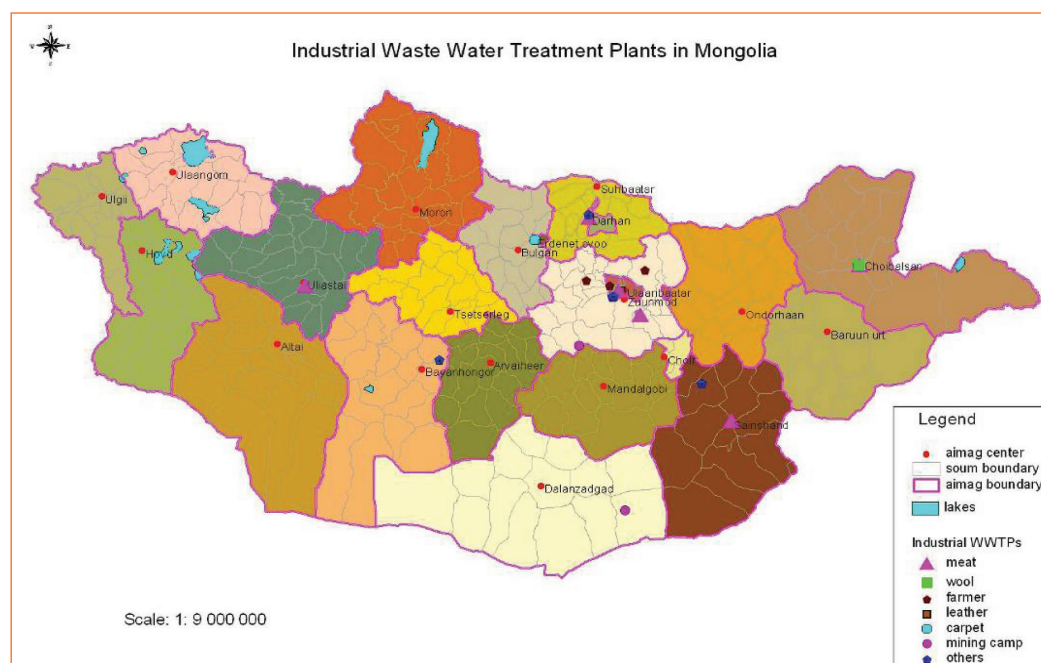 N
W
E
S
Industrial Waste Water Treatment Plants in Mongolia
Ulaangom
Ulgii
Hovd
Uliastai
Moron
Suhbaatar
Darhan
Erdenet ovoo
Bulgan
Ulaanbaatar
Zuunmod
Choibalsan
Tsetserleg
Ondorhaan
Baruun urt
Altai
Bayanhongor
Arvaiheer
Choir
Mandalgobi
Sainshand
Dalanzadgad
Scale: 1: 9 000 000
Legend
aimag center
soum boundary
aimag boundary
lakes
Industrial WWTPs
meat
wool
farmer
leather
carpet
mining camp
others